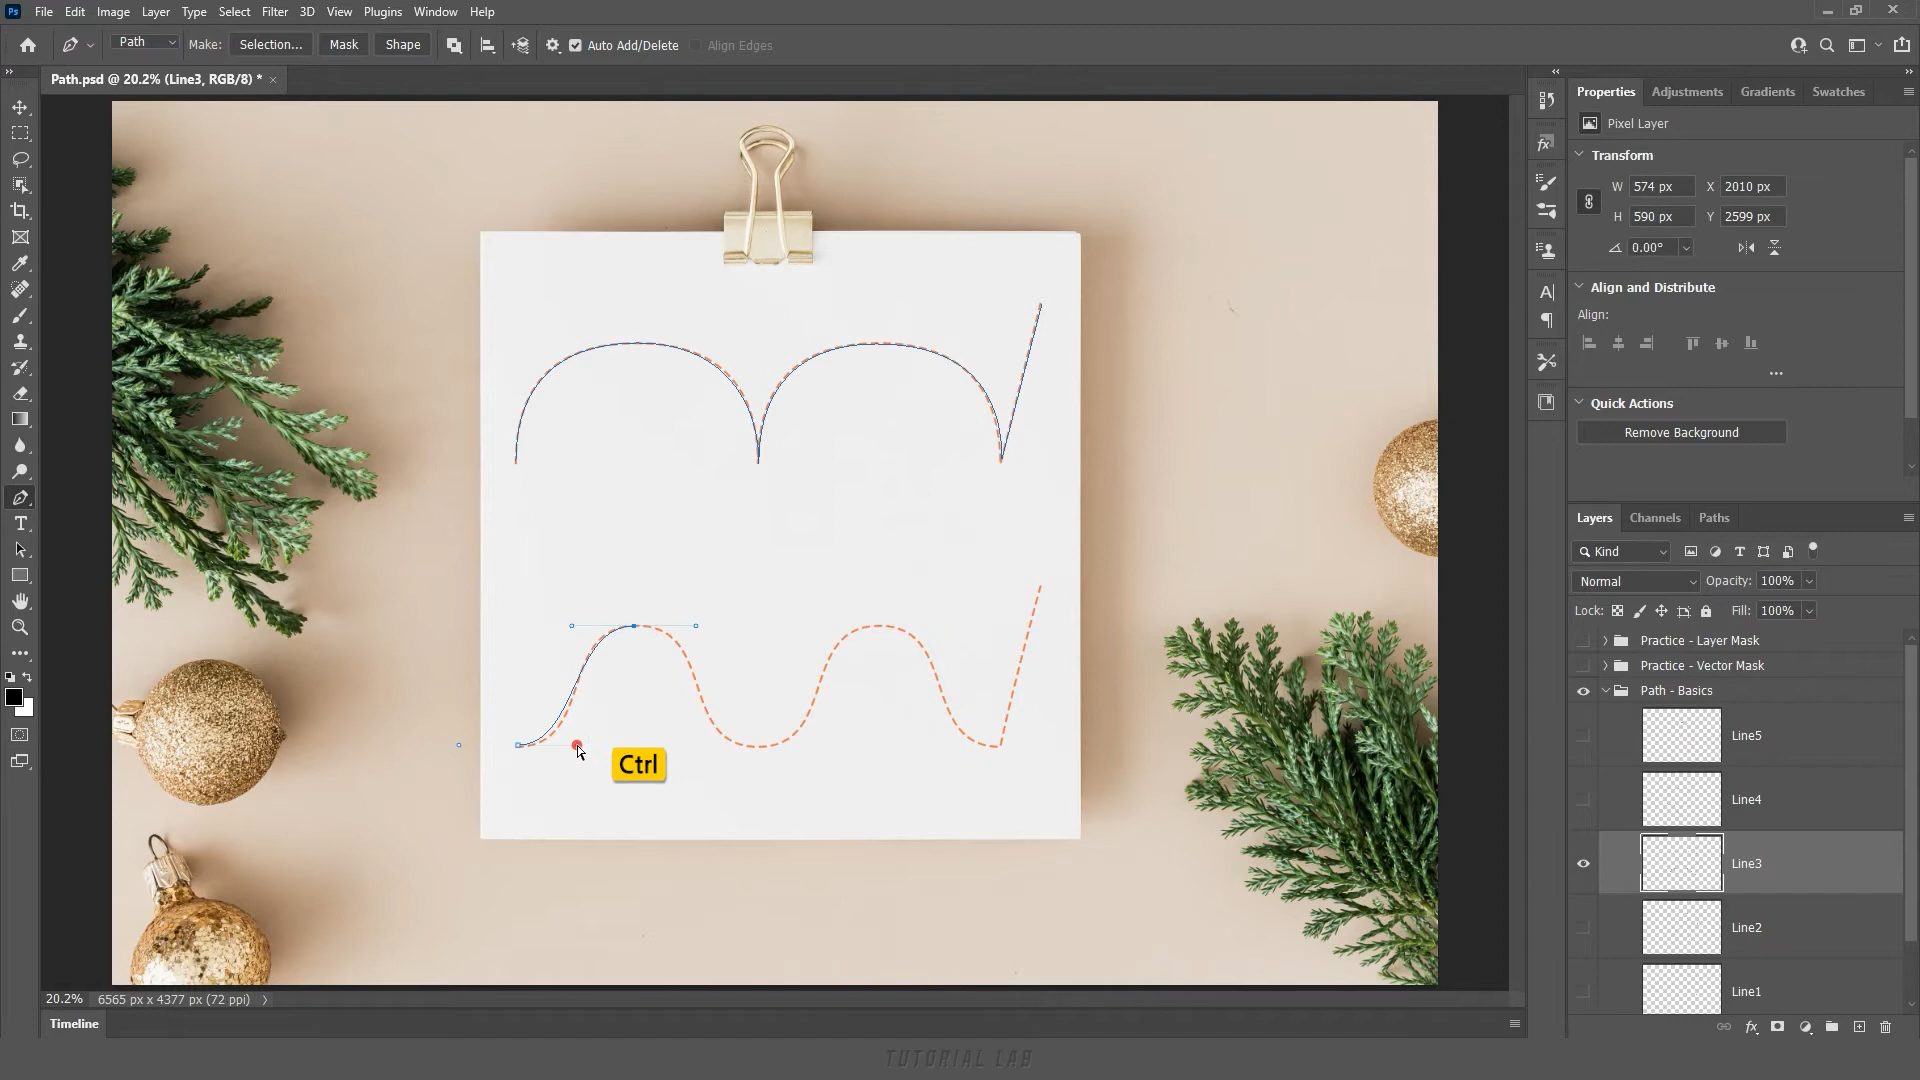 Ps File Edit Image Layer Type Select Filter 3D View Plugins Window Help
Path Make: Selection... Mask Shape Auto Add/Delete Align Edges
Path.psd @ 20.2% (Line3, RGB/8) *
Properties Adjustments Gradients Swatches
Pixel Layer
Transform
W 574 px X 2010 px
H 590 px Y 2599 px
0.00°
Align and Distribute
Align:
Quick Actions
Remove Background
Layers Channels Paths
Kind
Normal Opacity: 100%
Lock: Fill: 100%
Practice - Layer Mask
Practice - Vector Mask
Path - Basics
Line5
Line4
Line3
Line2
Line1
Ctrl
20.2% 6565 px x 4377 px (72 ppi)
Timeline
TUTORIAL LAB